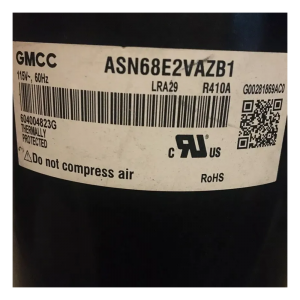 GMCC
ASN68E2VAZB1
115V~, 60Hz
LRA29 R410A
G00281869AC0
604004823G
THERMALLY
PROTECTED
C US
Do not compress air
RoHS